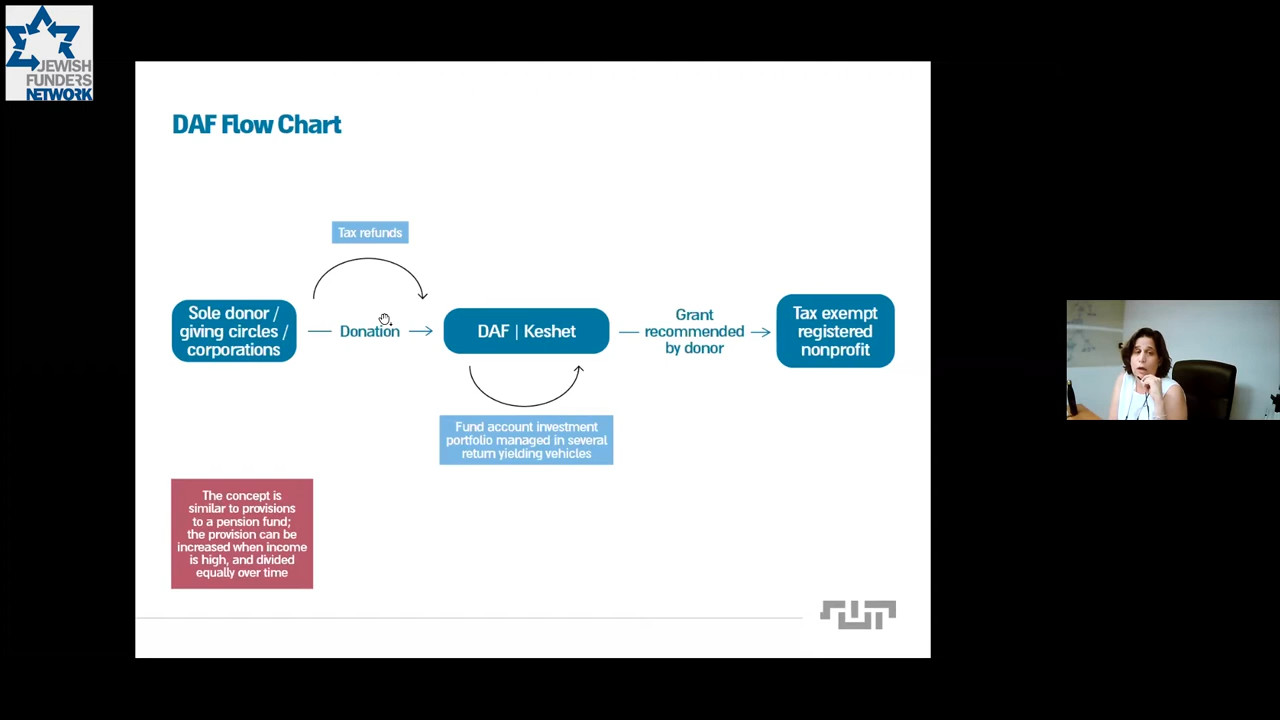 JEWISH
FUNDERS
NETWORK
DAF Flow Chart
Tax refunds
Sole donor /
giving circles /
corporations
Donation
DAF | Keshet
Grant
recommended
by donor
Tax exempt
registered
nonprofit
Fund account investment
portfolio managed in several
return yielding vehicles
The concept is
similar to provisions
to a pension fund;
the provision can be
increased when income
is high, and divided
equally over time